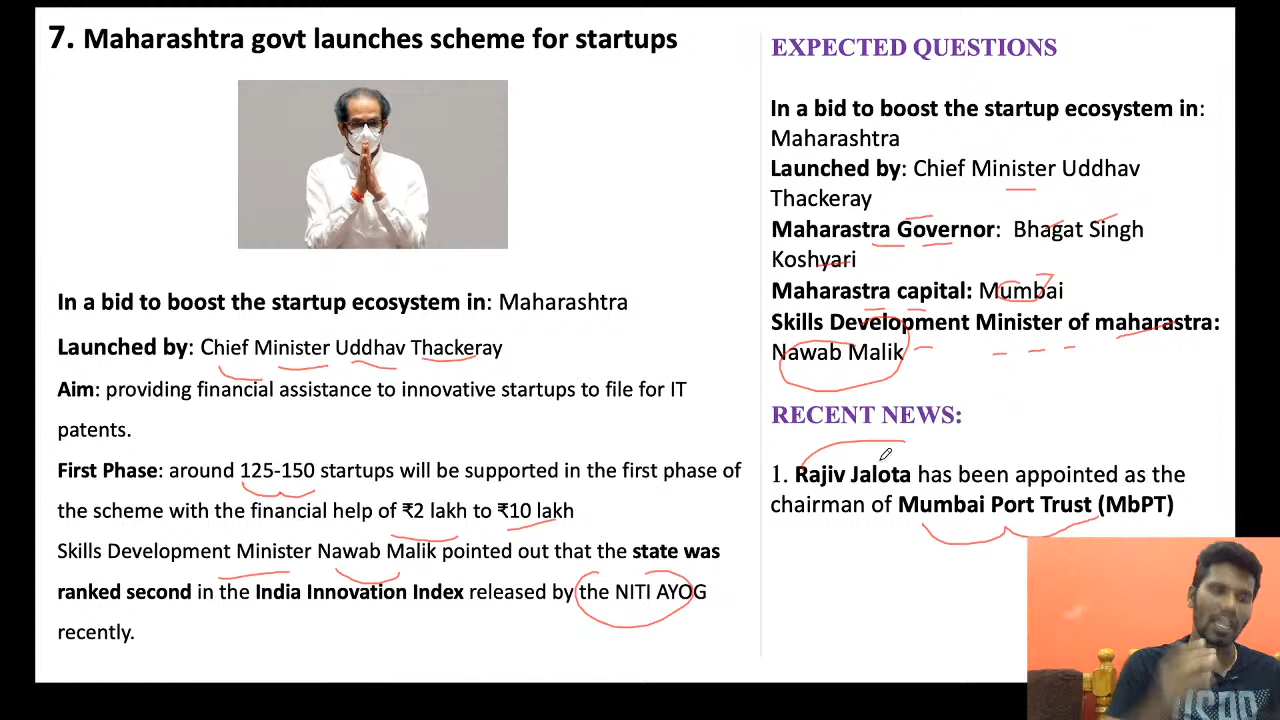 7. Maharashtra govt launches scheme for startups
In a bid to boost the startup ecosystem in: Maharashtra
Launched by: Chief Minister Uddhav Thackeray
Aim: providing financial assistance to innovative startups to file for IT
patents.
First Phase: around 125-150 startups will be supported in the first phase of
the scheme with the financial help of ₹2 lakh to ₹10 lakh
Skills Development Minister Nawab Malik pointed out that the state was
ranked second in the India Innovation Index released by the NITI AYOG
recently.
EXPECTED QUESTIONS
In a bid to boost the startup ecosystem in:
Maharashtra
Launched by: Chief Minister Uddhav
Thackeray
Maharastra Governor: Bhagat Singh
Koshyari
Maharastra capital: Mumbai
Skills Development Minister of maharastra:
Nawab Malik
RECENT NEWS:
1. Rajiv Jalota has been appointed as the
chairman of Mumbai Port Trust (MbPT)